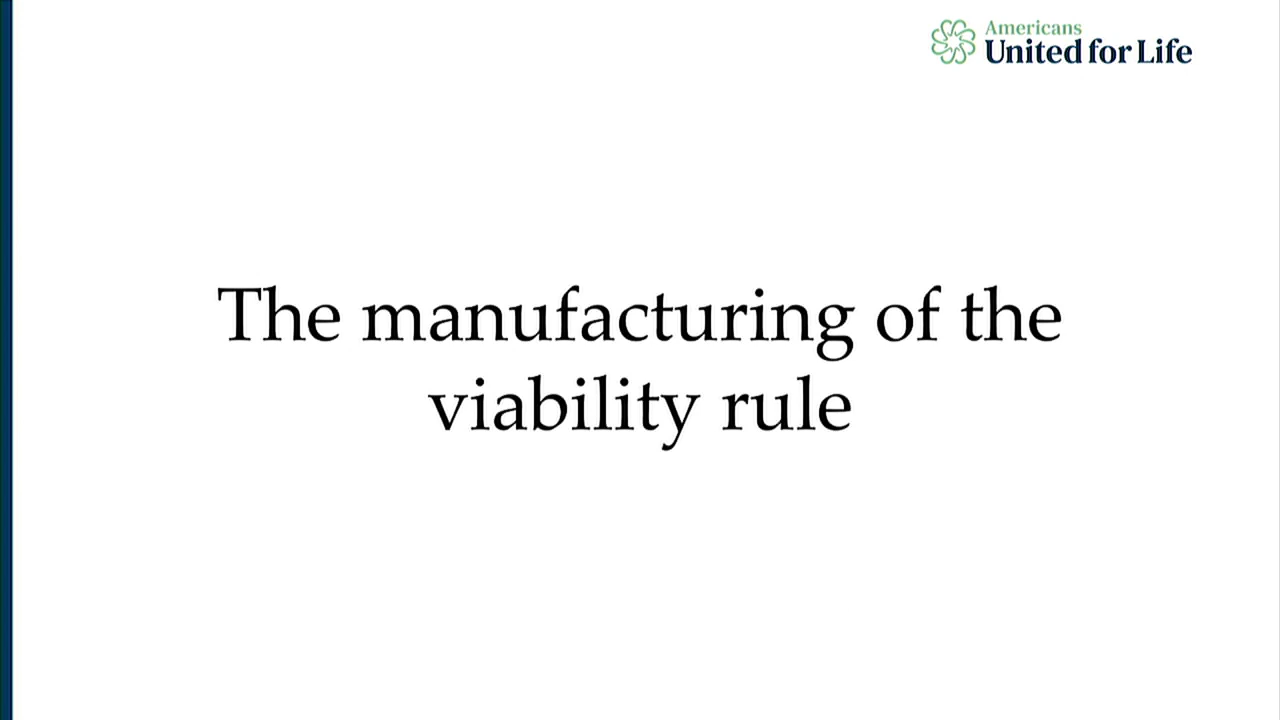 Americans
United for Life
The manufacturing of the
viability rule